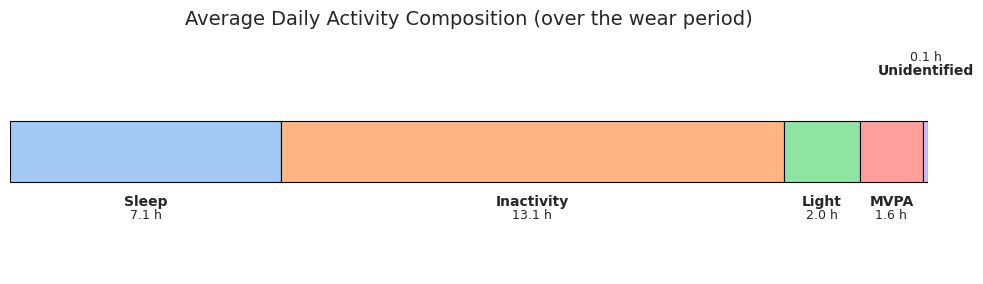 Average Daily Activity Composition (over the wear period)
0.1 h
Unidentified
Sleep
7.1 h
Inactivity
13.1 h
Light
2.0 h
MVPA
1.6 h